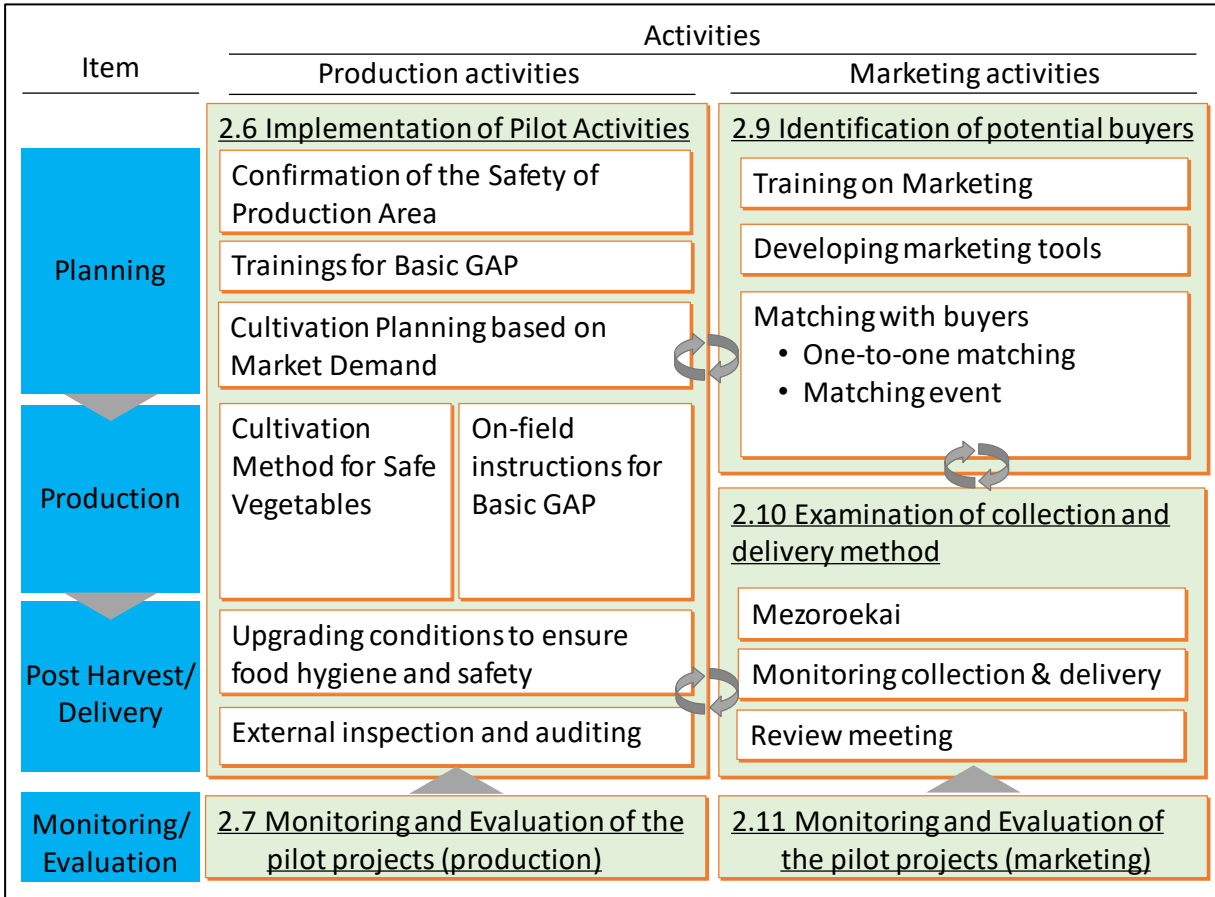 Activities
Item
Production activities
Marketing activities
Planning
Production
Post Harvest/
Delivery
Monitoring/
Evaluation
2.6 Implementation of Pilot Activities
Confirmation of the Safety of
Production Area
Trainings for Basic GAP
Cultivation Planning based on
Market Demand
Cultivation
Method for Safe
Vegetables
On-field
instructions for
Basic GAP
Upgrading conditions to ensure
food hygiene and safety
External inspection and auditing
2.7 Monitoring and Evaluation of the
pilot projects (production)
2.9 Identification of potential buyers
Training on Marketing
Developing marketing tools
Matching with buyers
• One-to-one matching
• Matching event
2.10 Examination of collection and
delivery method
Mezoroekai
Monitoring collection & delivery
Review meeting
2.11 Monitoring and Evaluation of
the pilot projects (marketing)